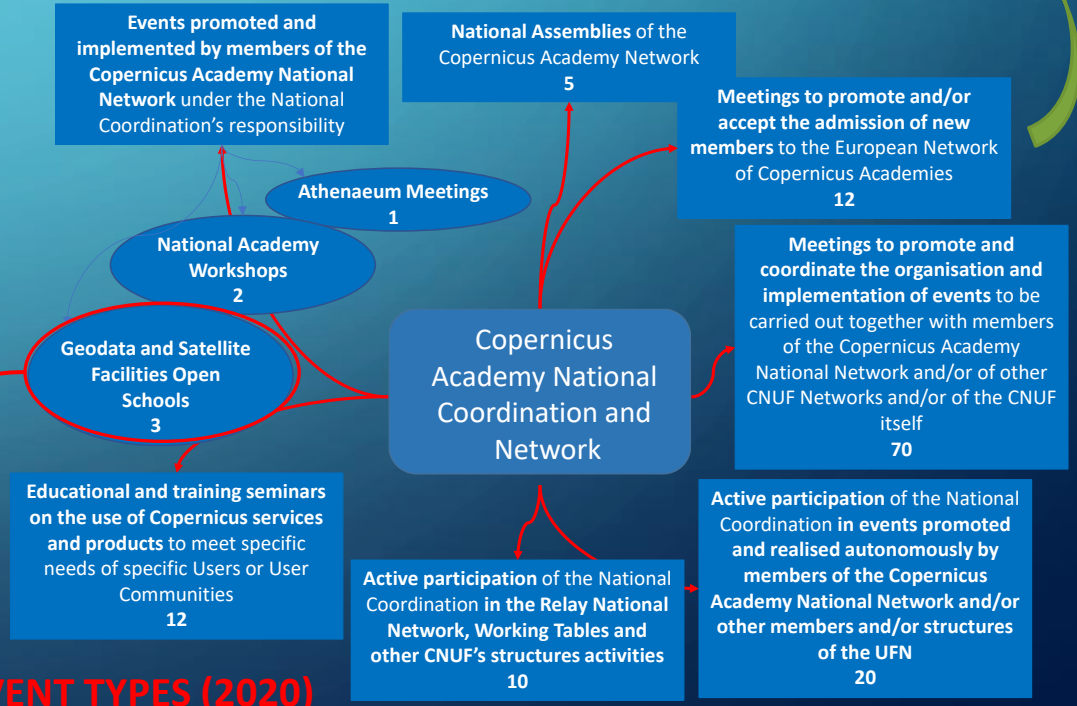 Events promoted and
implemented by members of the
Copernicus Academy National
Network under the National
Coordination's responsibility
National Assemblies of the
Copernicus Academy Network
5
Meetings to promote and/or
accept the admission of new
members to the European Network
of Copernicus Academies
12
Athenaeum Meetings
1
National Academy
Workshops
2
Geodata and Satellite
Facilities Open
Schools
3
Copernicus
Academy National
Coordination and
Network
Meetings to promote and
coordinate the organisation and
implementation of events to be
carried out together with members
of the Copernicus Academy
National Network and/or of other
CNUF Networks and/or of the CNUF
itself
70
Educational and training seminars
on the use of Copernicus services
and products to meet specific
needs of specific Users or User
Communities
12
Active participation of the National
Coordination in the Relay National
Network, Working Tables and
other CNUF's structures activities
10
Active participation of the National
Coordination in events promoted
and realised autonomously by
members of the Copernicus
Academy National Network and/or
other members and/or structures
of the UFN
20
VENT TYPES (2020)